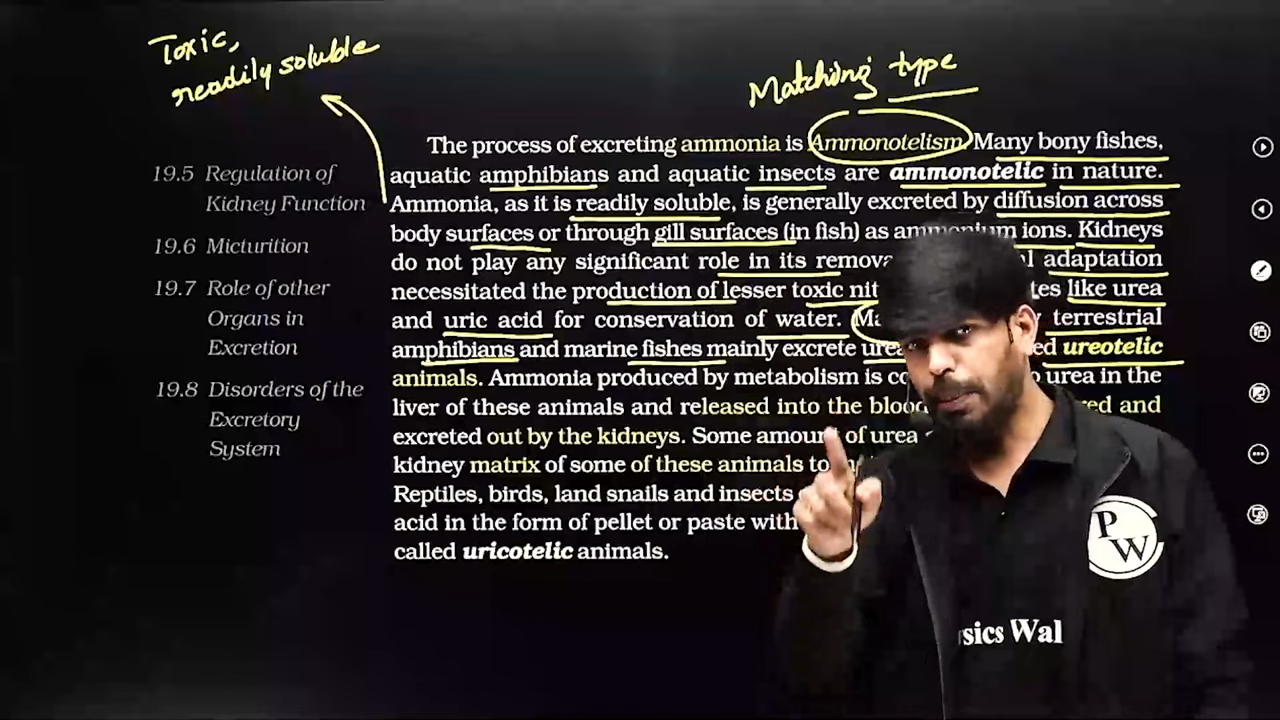 Toxic,
readily soluble
Matching type
The process of excreting ammonia is Ammonotelism. Many bony fishes,
aquatic amphibians and aquatic insects are ammonotelic in nature.
Ammonia, as it is readily soluble, is generally excreted by diffusion across
body surfaces or through gill surfaces (in fish) as ammonium ions. Kidneys
do not play any significant role in its remova l adaptation
necessitated the production of lesser toxic nit tes like urea
and uric acid for conservation of water. Ma terrestrial
amphibians and marine fishes mainly excrete urea ed ureotelic
animals. Ammonia produced by metabolism is co urea in the
liver of these animals and released into the blood red and
excreted out by the kidneys. Some amount of urea
kidney matrix of some of these animals to
Reptiles, birds, land snails and insects
acid in the form of pellet or paste with
called uricotelic animals.
19.5 Regulation of
Kidney Function
19.6 Micturition
19.7 Role of other
Organs in
Excretion
19.8 Disorders of the
Excretory
System
PW
sics Wal